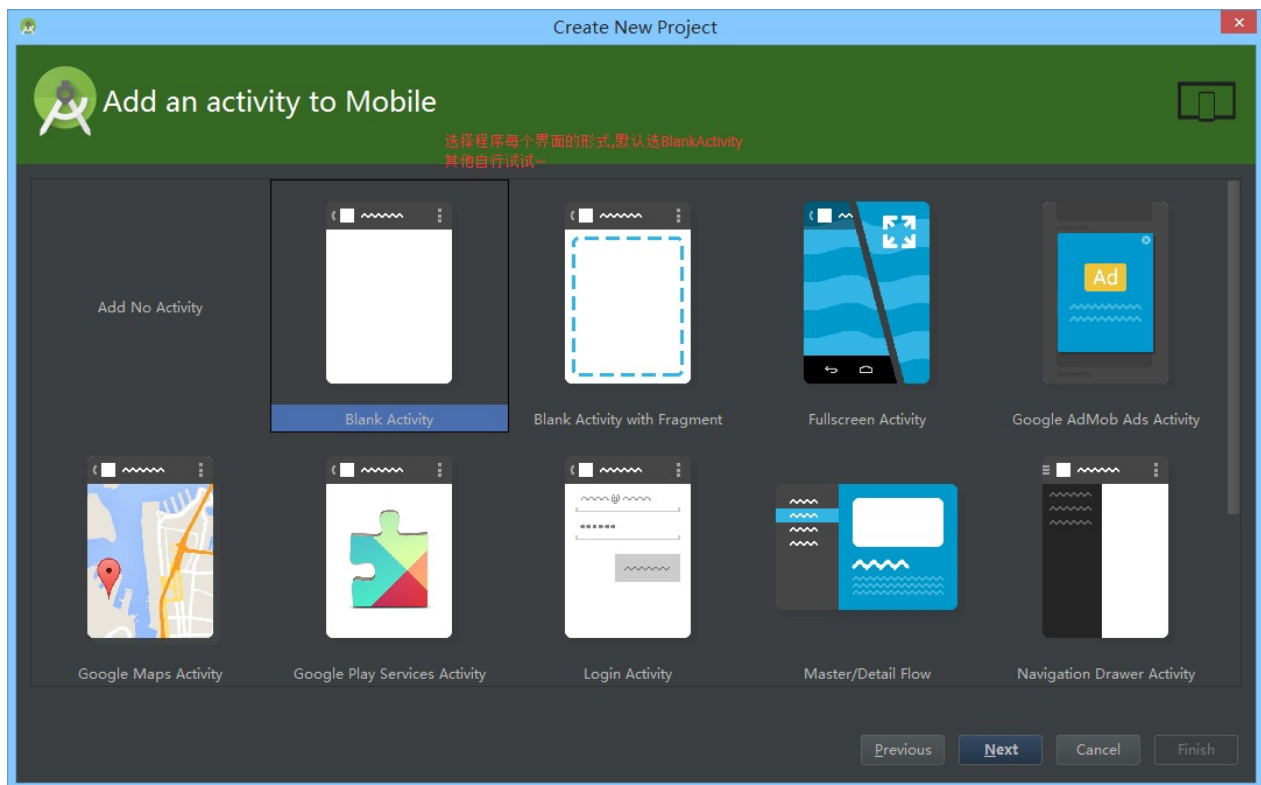 Create New Project
Add an activity to Mobile
选择程序每个界面的形式,默认选BlankActivity
其他自行试试~
Add No Activity
Blank Activity
Blank Activity with Fragment
Fullscreen Activity
Ad
Google AdMob Ads Activity
Google Maps Activity
Google Play Services Activity
@
Login Activity
Master/Detail Flow
Navigation Drawer Activity
Previous
Next
Cancel
Finish